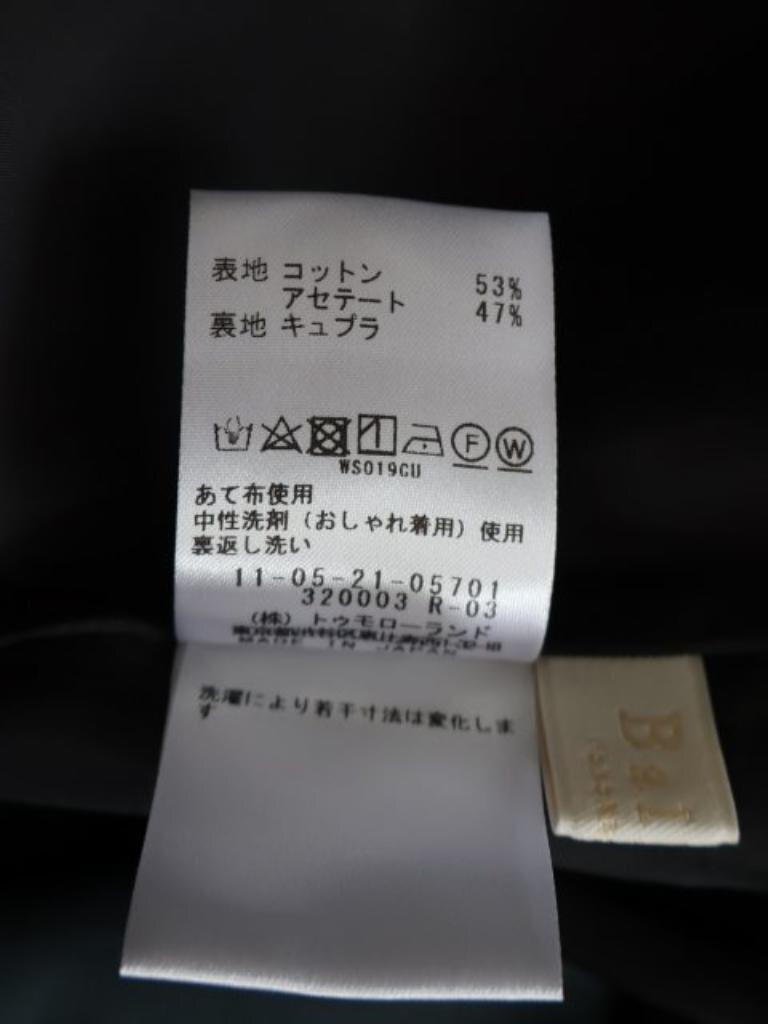 表地 コットン 53%
アセテート 47%
裏地 キュプラ
F W
WS019CU
あて布使用
中性洗剤（おしゃれ着用）使用
裏返し洗い
11-05-21-05701
320003 R-03
（株）トゥモローランド
MADE IN JAPAN
洗濯により若干寸法は変化しま
す